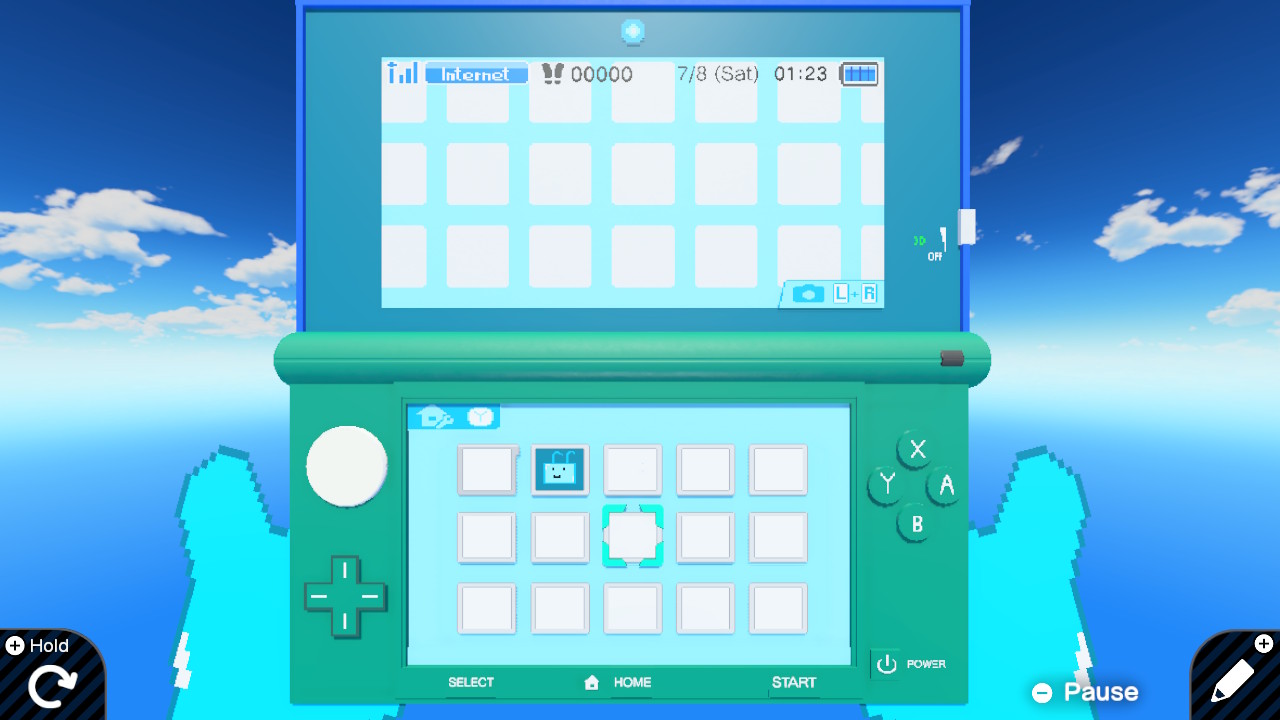 Internet 00000 7/8 (Sat) 01:23
L + R
OFF
X
Y A
B
Hold
POWER
SELECT HOME START
Pause